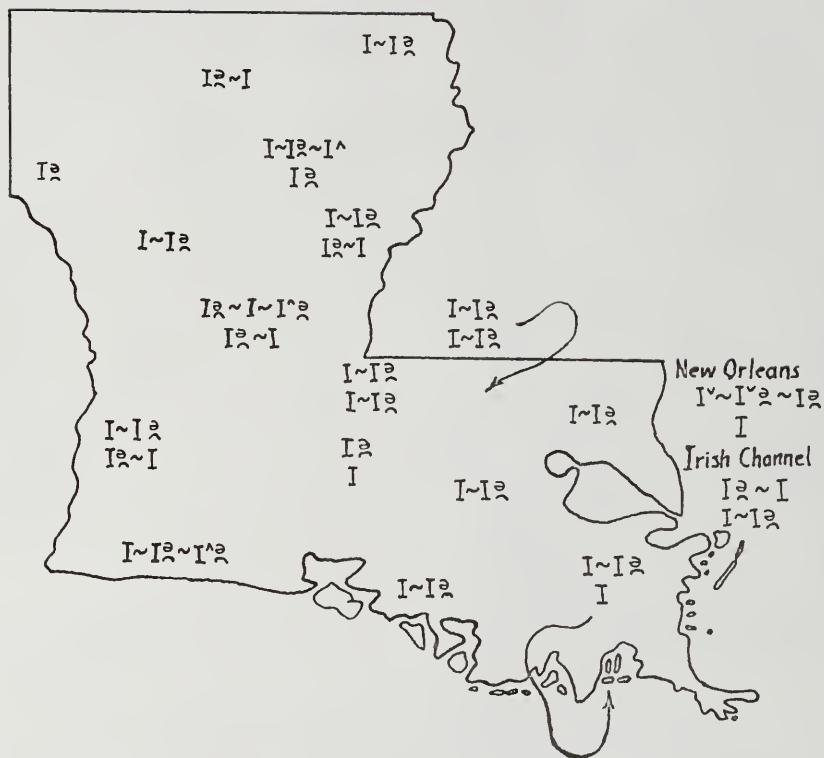 I~Iə̯
Iə̯~I
I~Iə̯~I^
Iə̯
Iə̯
I~Iə̯
Iə̯~I
I~Iə̯
Iə̯~I~I^ə̯
Iə̯~I
I~Iə̯
I~Iə̯
I~Iə̯
I~Iə̯
Iə̯
I
New Orleans
Iᵛ~Iᵛə̯~Iə̯
I
I~Iə̯
I~Iə̯
Iə̯~I
Irish Channel
Iə̯~I
I~Iə̯
I~Iə̯
I~Iə̯~I^ə̯
I~Iə̯
I~Iə̯
I